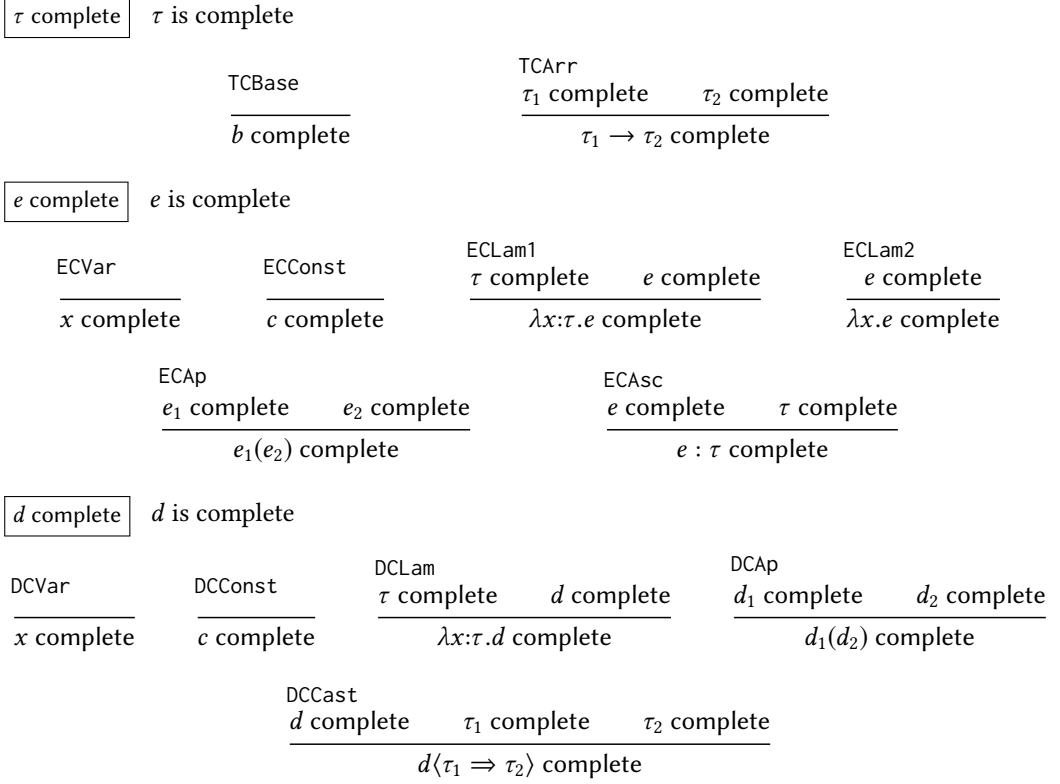 τ complete τ is complete
TCBase
b complete
TCArr
τ₁ complete τ₂ complete
τ₁ → τ₂ complete
e complete e is complete
ECVar
x complete
ECConst
c complete
ECLam1
τ complete e complete
λx:τ.e complete
ECLam2
e complete
λx.e complete
ECAp
e₁ complete e₂ complete
e₁(e₂) complete
ECAsc
e complete τ complete
e : τ complete
d complete d is complete
DCVar
x complete
DCConst
c complete
DCLam
τ complete d complete
λx:τ.d complete
DCAp
d₁ complete d₂ complete
d₁(d₂) complete
DCCast
d complete τ₁ complete τ₂ complete
d⟨τ₁ ⇛ τ₂⟩ complete